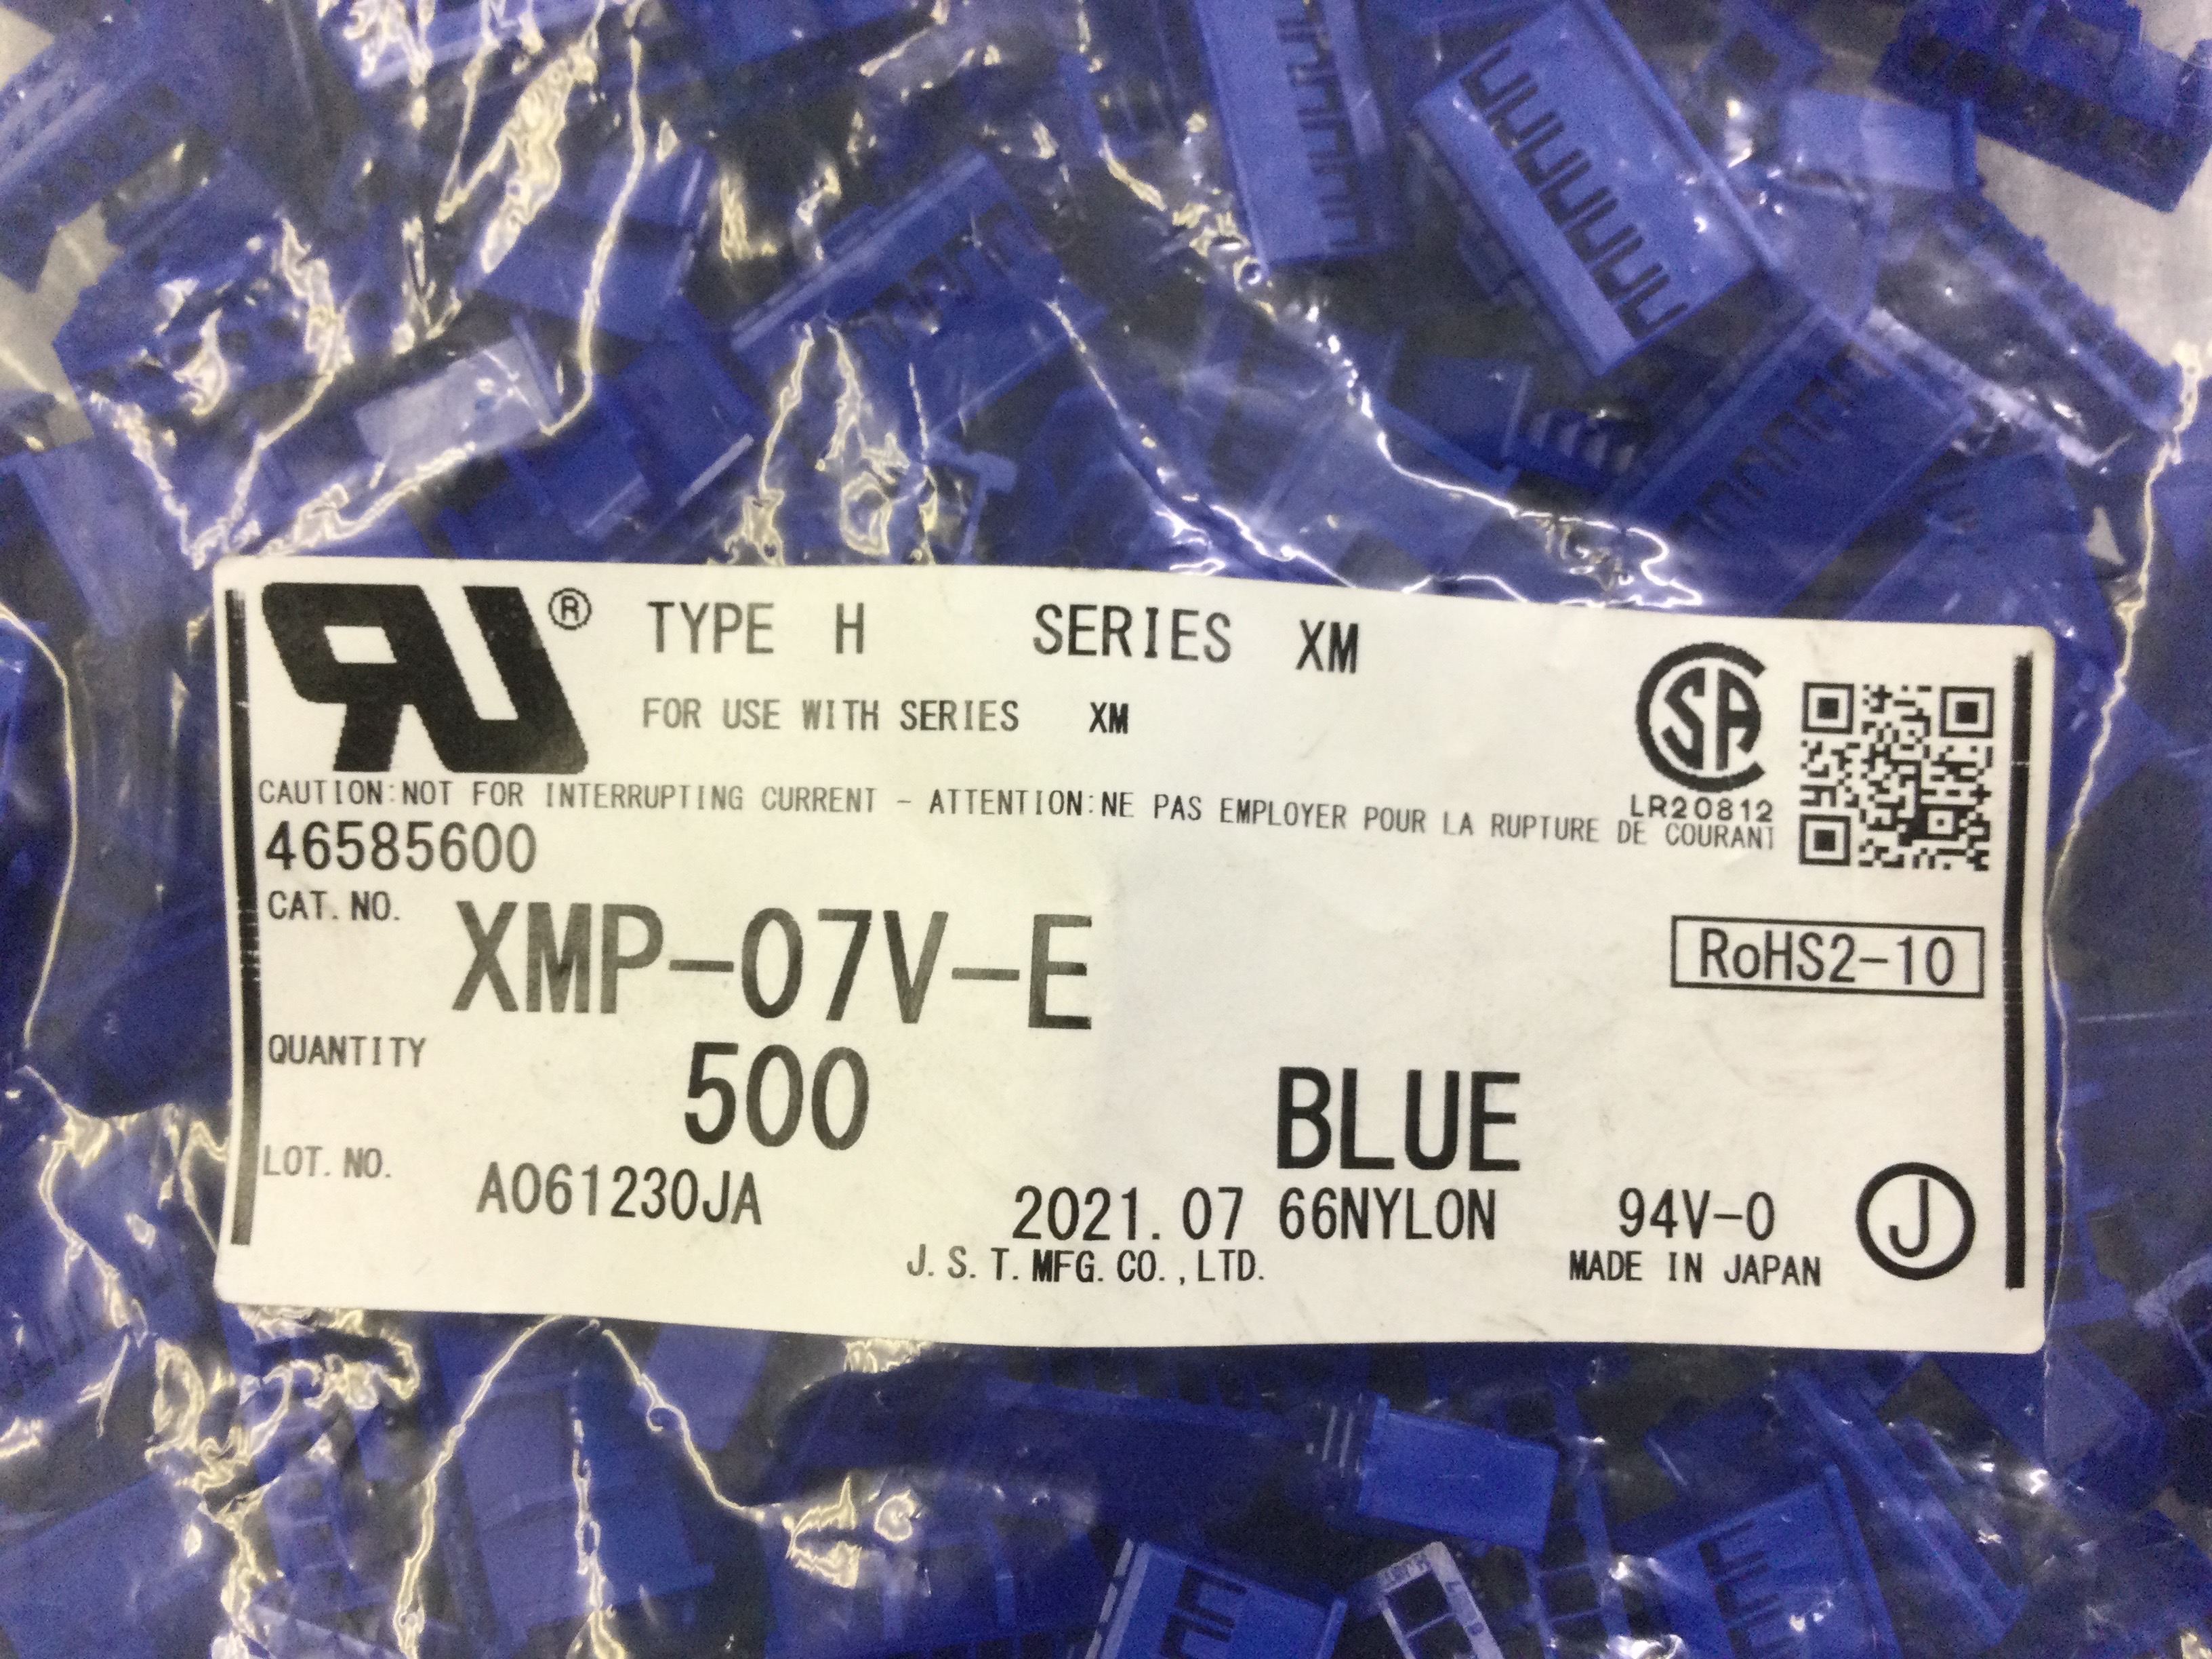 RU® TYPE H SERIES XM
FOR USE WITH SERIES XM
SA
LR20812
CAUTION:NOT FOR INTERRUPTING CURRENT - ATTENTION:NE PAS EMPLOYER POUR LA RUPTURE DE COURANT
46585600
CAT. NO. XMP-07V-E
RoHS2-10
QUANTITY 500
BLUE
LOT. NO. A061230JA
2021.07 66NYLON 94V-0 J
J.S.T.MFG.CO.,LTD. MADE IN JAPAN